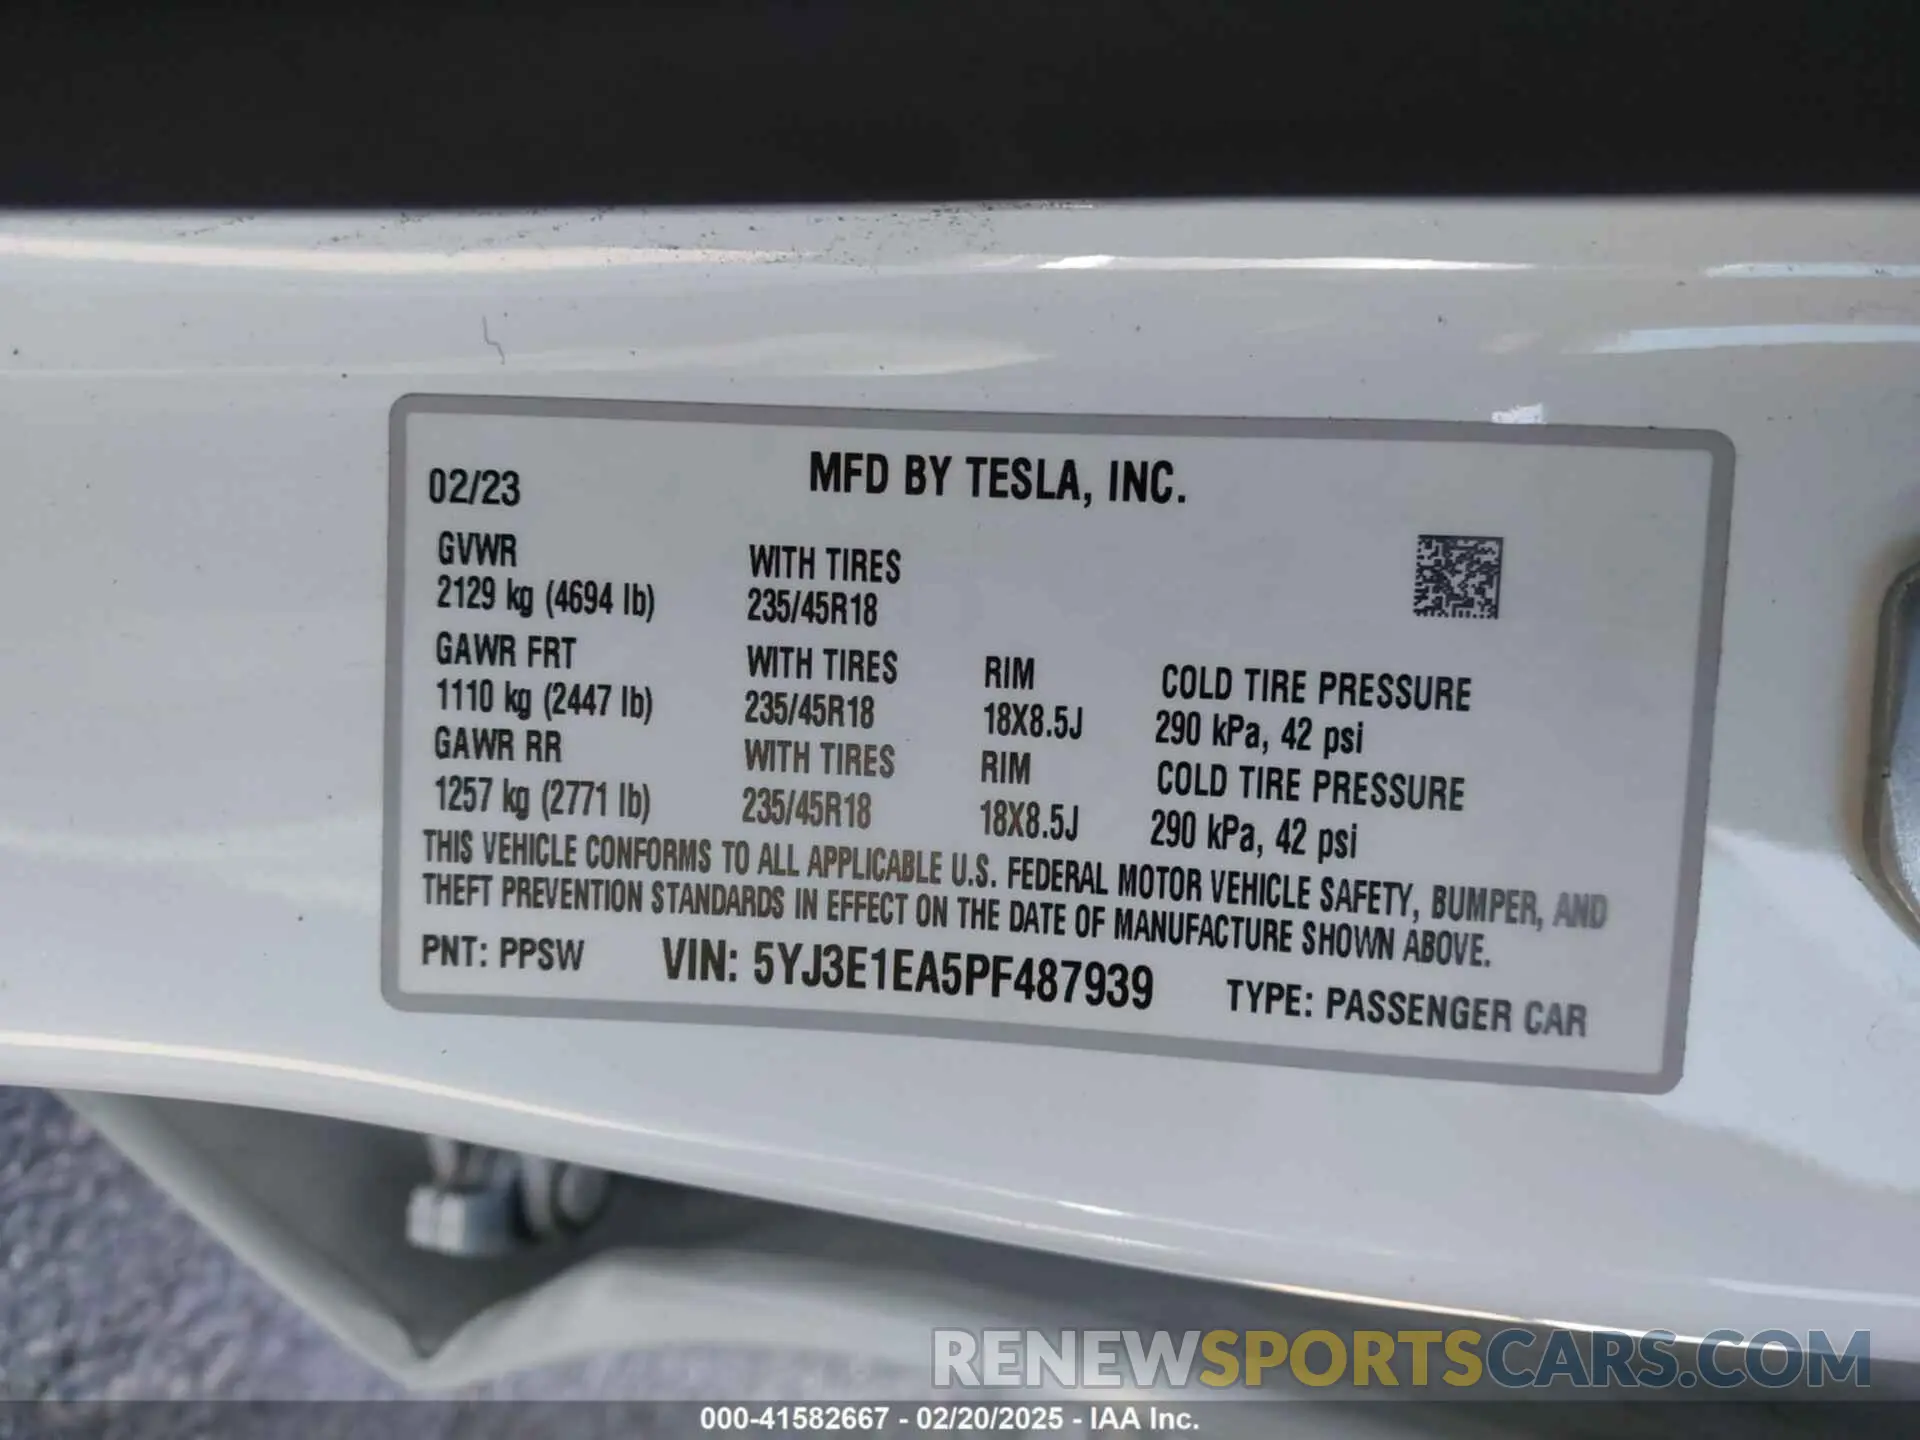 02/23
MFD BY TESLA, INC.
GVWR WITH TIRES
2129 kg (4694 lb) 235/45R18
GAWR FRT WITH TIRES RIM COLD TIRE PRESSURE
1110 kg (2447 lb) 235/45R18 18X8.5J 290 kPa, 42 psi
GAWR RR WITH TIRES RIM COLD TIRE PRESSURE
1257 kg (2771 lb) 235/45R18 18X8.5J 290 kPa, 42 psi
THIS VEHICLE CONFORMS TO ALL APPLICABLE U.S. FEDERAL MOTOR VEHICLE SAFETY, BUMPER, AND
THEFT PREVENTION STANDARDS IN EFFECT ON THE DATE OF MANUFACTURE SHOWN ABOVE.
PNT: PPSW VIN: 5YJ3E1EA5PF487939 TYPE: PASSENGER CAR
RENEWSPORTSCARS.COM
000-41582667 - 02/20/2025 - IAA Inc.